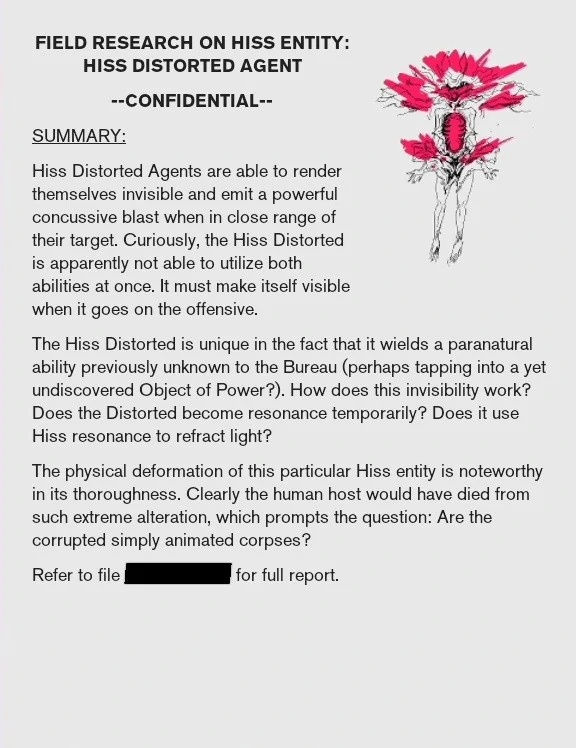 FIELD RESEARCH ON HISS ENTITY:
HISS DISTORTED AGENT
--CONFIDENTIAL--
SUMMARY:
Hiss Distorted Agents are able to render
themselves invisible and emit a powerful
concussive blast when in close range of
their target. Curiously, the Hiss Distorted
is apparently not able to utilize both
abilities at once. It must make itself visible
when it goes on the offensive.
The Hiss Distorted is unique in the fact that it wields a paranatural
ability previously unknown to the Bureau (perhaps tapping into a yet
undiscovered Object of Power?). How does this invisibility work?
Does the Distorted become resonance temporarily? Does it use
Hiss resonance to refract light?
The physical deformation of this particular Hiss entity is noteworthy
in its thoroughness. Clearly the human host would have died from
such extreme alteration, which prompts the question: Are the
corrupted simply animated corpses?
Refer to file for full report.